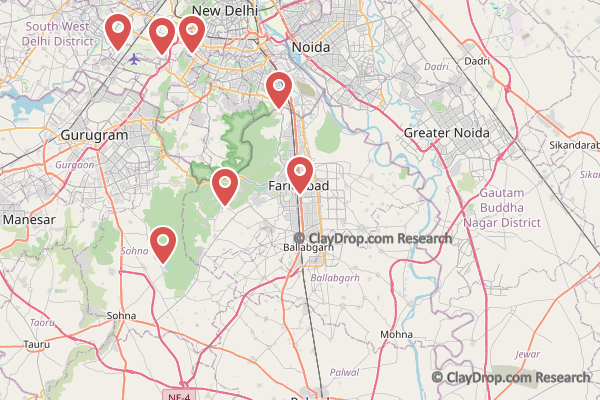 New Delhi
South West
Delhi District
Noida
Dadri
Dadri
Gurugram
Greater Noida
Sikandarab
Gurgaon
Gautam
Buddha
Nagar District
Manesar
Sohna
© ClayDrop.com Research
Ballabgarh
Ballabgarh
Taoru
Sohna
Tauru
Mohna
Jewar
Palwal
© ClayDrop.com Research
NE-4